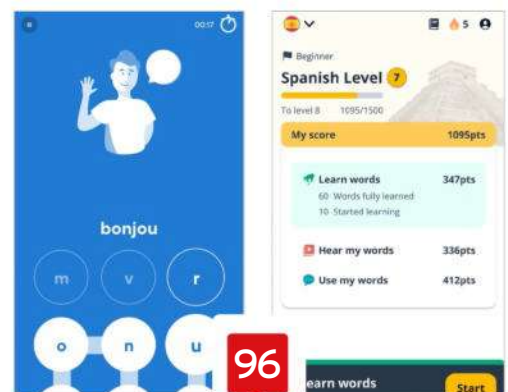 00:17
bonjou
m v r
o n u
5
Beginner
Spanish Level 7
To level 8 1095/1500
My score 1095pts
Learn words 347pts
60 Words fully learned
10 Started learning
Hear my words 336pts
Use my words 412pts
96
earn words
Start